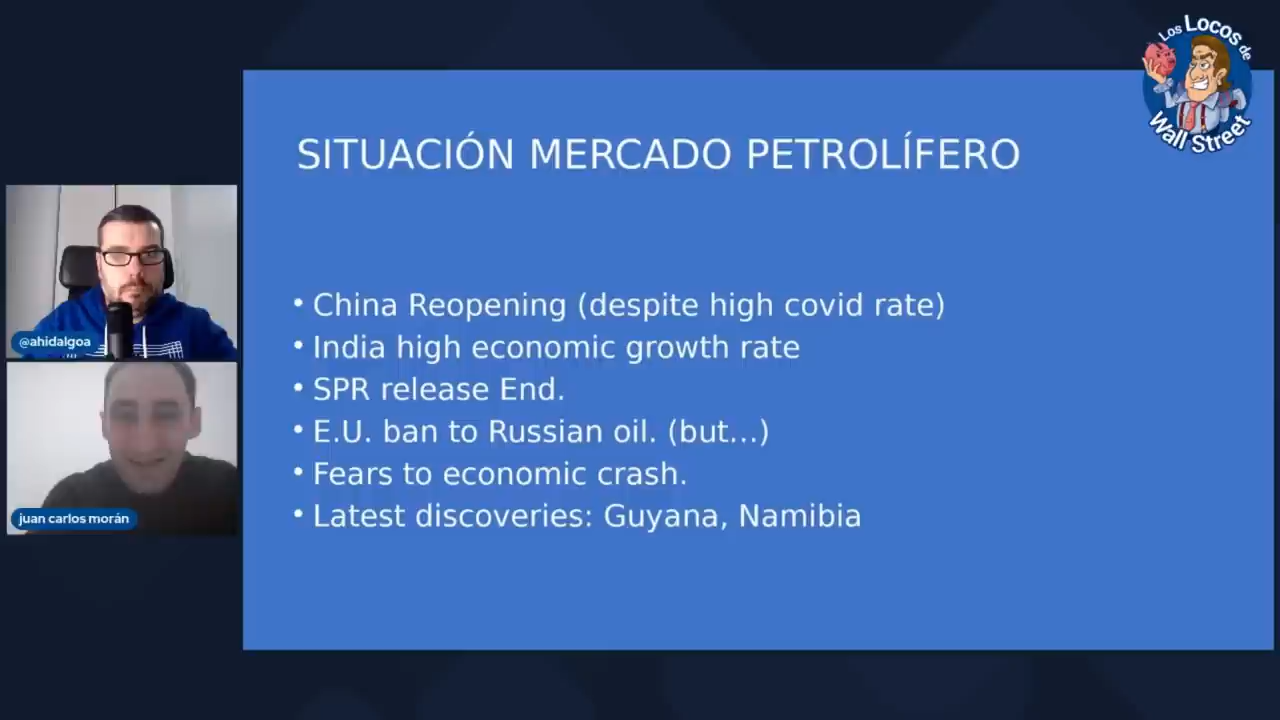 Los Locos de
Wall Street
SITUACIÓN MERCADO PETROLÍFERO
• China Reopening (despite high covid rate)
• India high economic growth rate
• SPR release End.
• E.U. ban to Russian oil. (but...)
• Fears to economic crash.
• Latest discoveries: Guyana, Namibia
@ahidalgoa
juan carlos morán